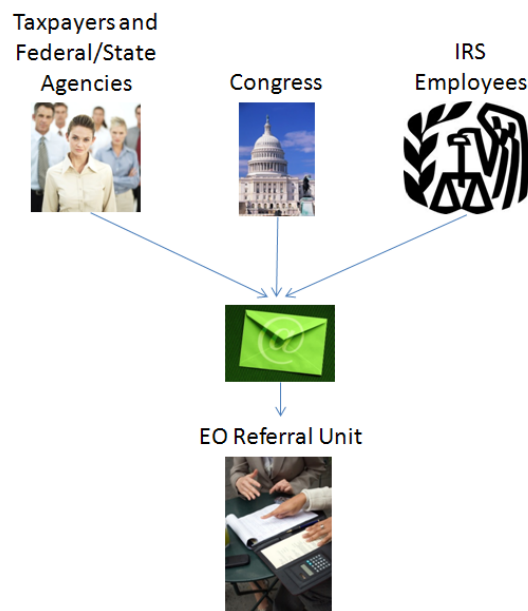 Taxpayers and
Federal/State
Agencies
Congress
IRS
Employees
@
EO Referral Unit